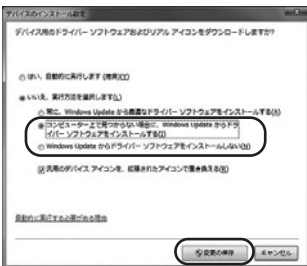 デバイスのインストール設定
デバイス用のドライバー ソフトウェアおよびリアル アイコンをダウンロードしますか?
はい、自動的に実行します (推奨)(Y)
いいえ、実行方法を選択します(L)
常に、Windows Update から最適なドライバー ソフトウェアをインストールする(A)
コンピューター上で見つからない場合に、Windows Update からドラ
イバー ソフトウェアをインストールする(I)
Windows Update からドライバー ソフトウェアをインストールしない(N)
汎用のデバイス アイコンを、拡張されたアイコンで置き換える(R)
自動的に実行する必要がある理由
変更の保存
キャンセル